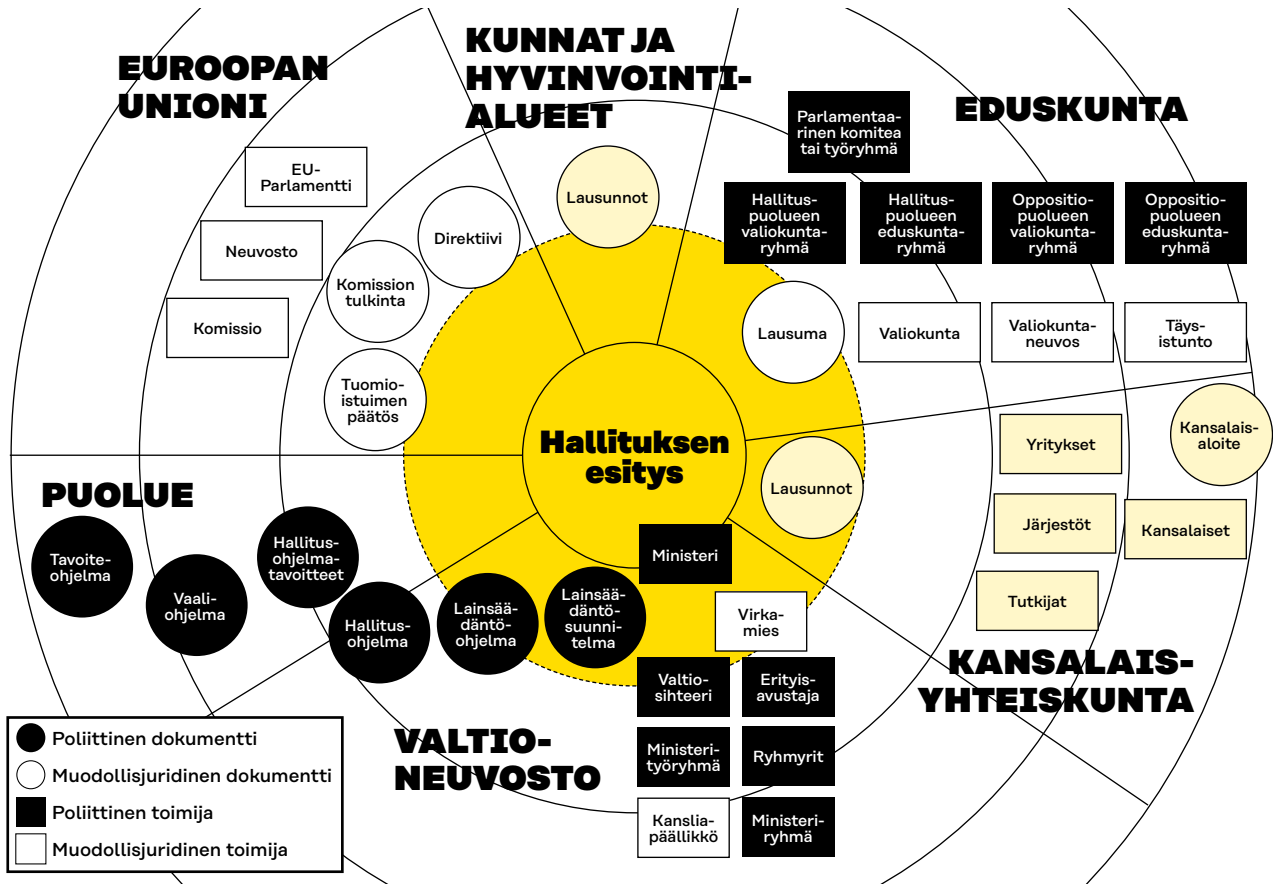 EUROOPAN
UNIONI
EU-
Parlamentti
Neuvosto
Komissio
Direktiivi
Komission
tulkinta
Tuomio-
istuimen
päätös
KUNNAT JA
HYVINVOINTI-
ALUEET
Lausunnot
EDUSKUNTA
Parlamentaa-
rinen komitea
tai työryhmä
Hallitus-
puolueen
valiokunta-
ryhmä
Hallitus-
puolueen
eduskunta-
ryhmä
Oppositio-
puolueen
valiokunta-
ryhmä
Oppositio-
puolueen
eduskunta-
ryhmä
Lausuma
Valiokunta
Valiokunta-
neuvos
Täys-
istunto
Hallituksen
esitys
Lausunnot
Yritykset
Järjestöt
Tutkijat
Kansalais-
aloite
Kansalaiset
KANSALAIS-
YHTEISKUNTA
PUOLUE
Tavoite-
ohjelma
Vaali-
ohjelma
Hallitus-
ohjelma-
tavoitteet
Hallitus-
ohjelma
Lainsää-
däntö-
ohjelma
Lainsää-
däntö-
suunni-
telma
Ministeri
Virka-
mies
Valtio-
sihteeri
Erityis-
avustaja
Ministeri-
työryhmä
Ryhmyrit
Kanslia-
päällikkö
Ministeri-
ryhmä
VALTIO-
NEUVOSTO
Poliittinen dokumentti
Muodollisjuridinen dokumentti
Poliittinen toimija
Muodollisjuridinen toimija